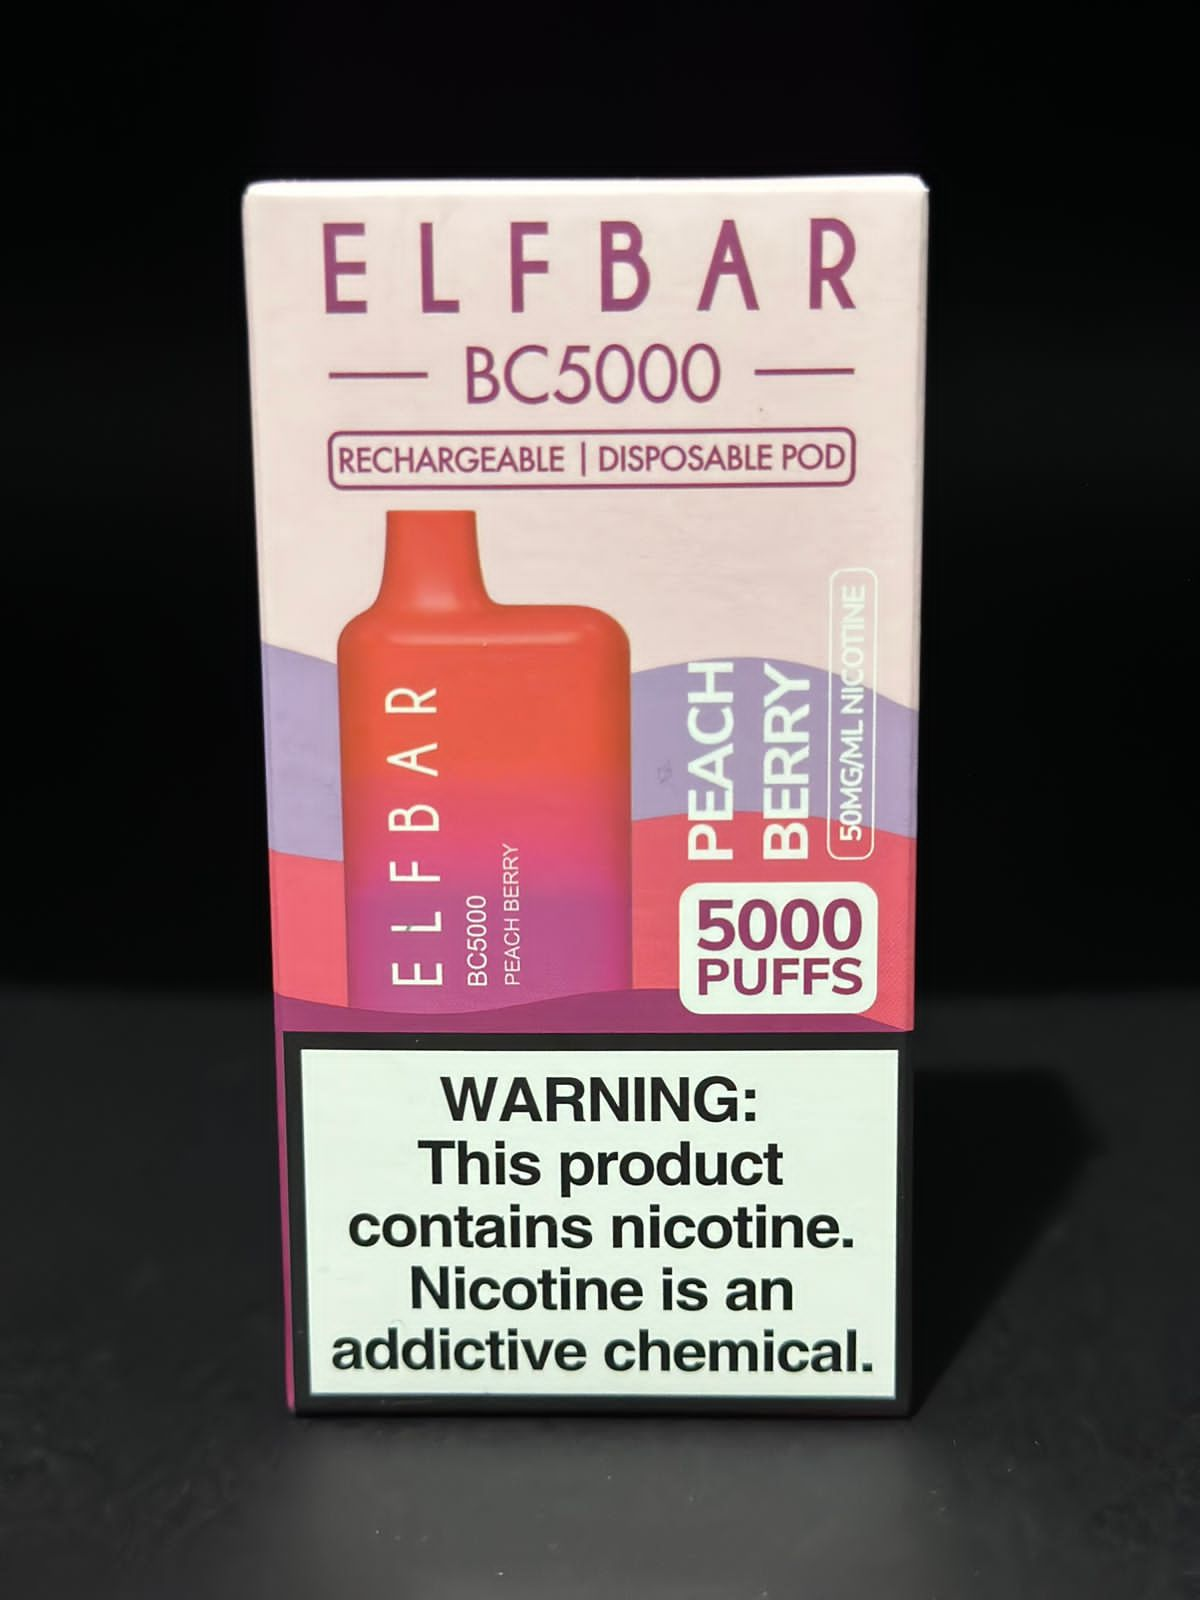 ELFBAR
BC5000
RECHARGEABLE | DISPOSABLE POD
ELFBAR
BC5000
PEACH BERRY
PEACH
BERRY
50MG/ML NICOTINE
5000
PUFFS
WARNING:
This product
contains nicotine.
Nicotine is an
addictive chemical.